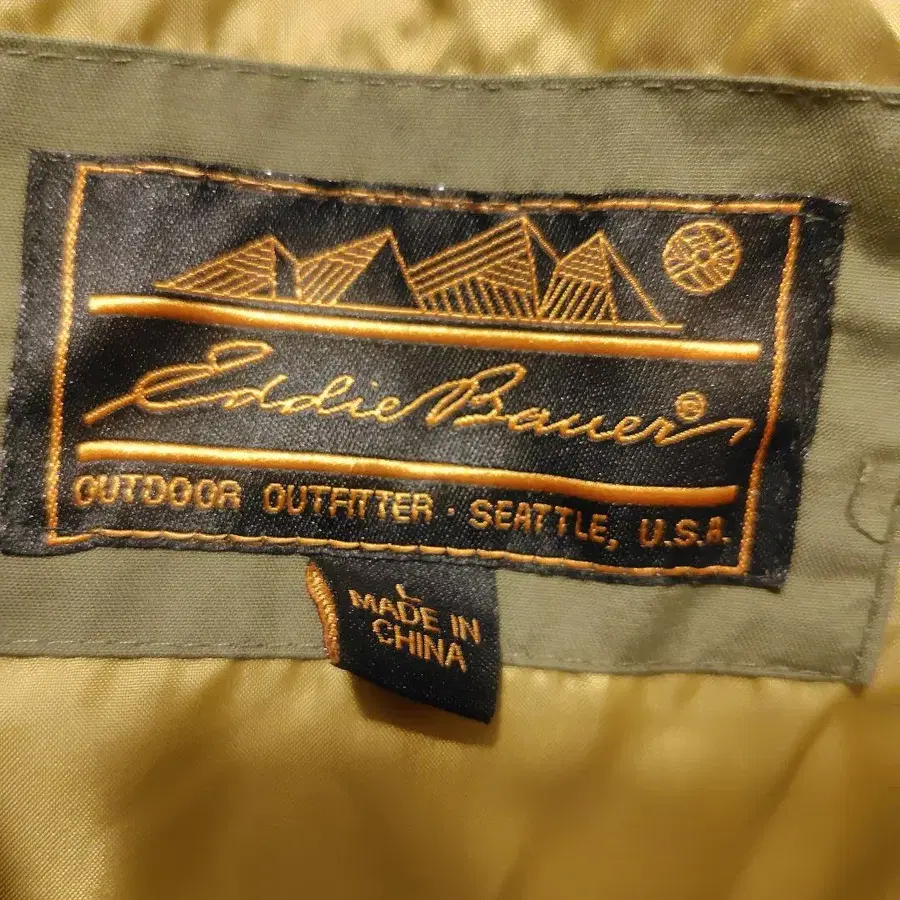 Eddie Bauer®
OUTDOOR OUTFITTER · SEATTLE, U.S.A.
L
MADE IN
CHINA